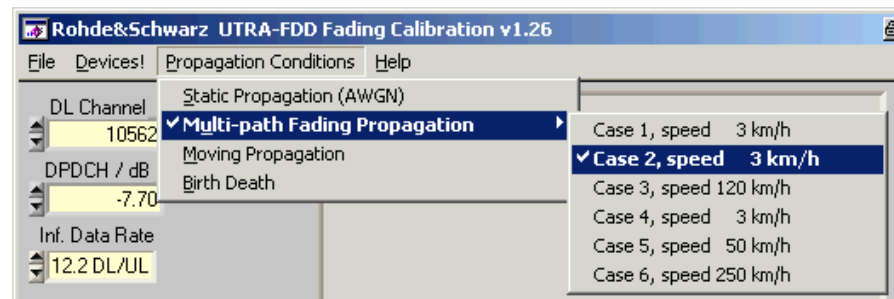 Rohde&Schwarz UTRA-FDD Fading Calibration v1.26
File Devices! Propagation Conditions Help
DL Channel
10562
DPDCH / dB
-7.70
Inf. Data Rate
12.2 DL/UL
Static Propagation (AWGN)
Multi-path Fading Propagation
Moving Propagation
Birth Death
Case 1, speed 3 km/h
Case 2, speed 3 km/h
Case 3, speed 120 km/h
Case 4, speed 3 km/h
Case 5, speed 50 km/h
Case 6, speed 250 km/h